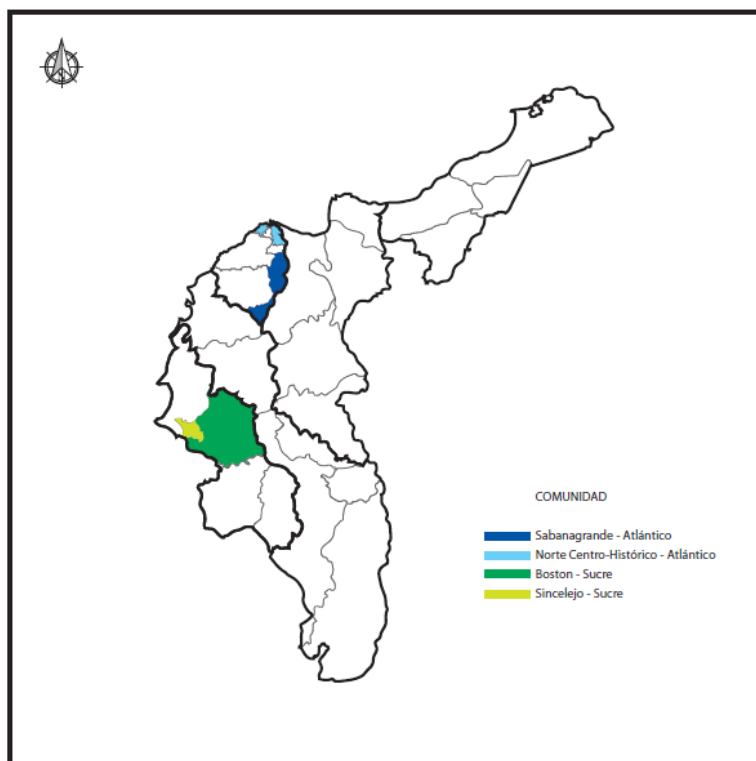 COMUNIDAD
Sabanagrande - Atlántico
Norte Centro-Histórico - Atlántico
Boston - Sucre
Sincelejo - Sucre